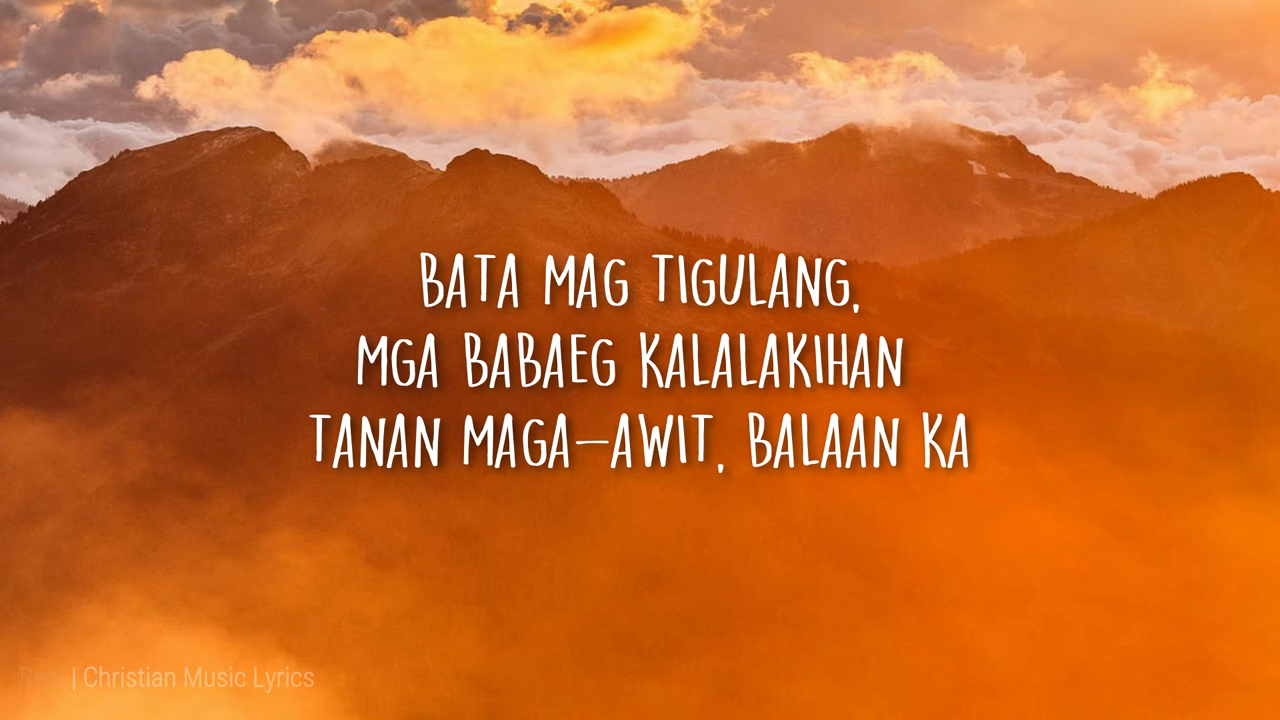 BATA MAG TIGULANG,
MGA BABAEG KALALAKIHAN
TANAN MAGA-AWIT, BALAAN KA
| Christian Music Lyrics